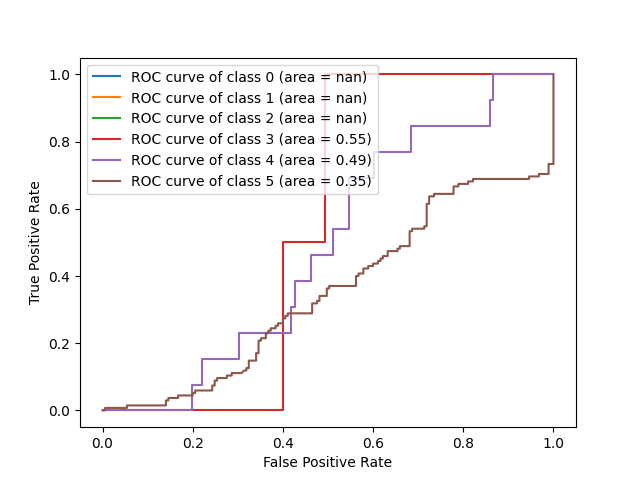 ROC curve of class 0 (area = nan)
ROC curve of class 1 (area = nan)
ROC curve of class 2 (area = nan)
ROC curve of class 3 (area = 0.55)
ROC curve of class 4 (area = 0.49)
ROC curve of class 5 (area = 0.35)
True Positive Rate
1.0
0.8
0.6
0.4
0.2
0.0
0.0 0.2 0.4 0.6 0.8 1.0
False Positive Rate